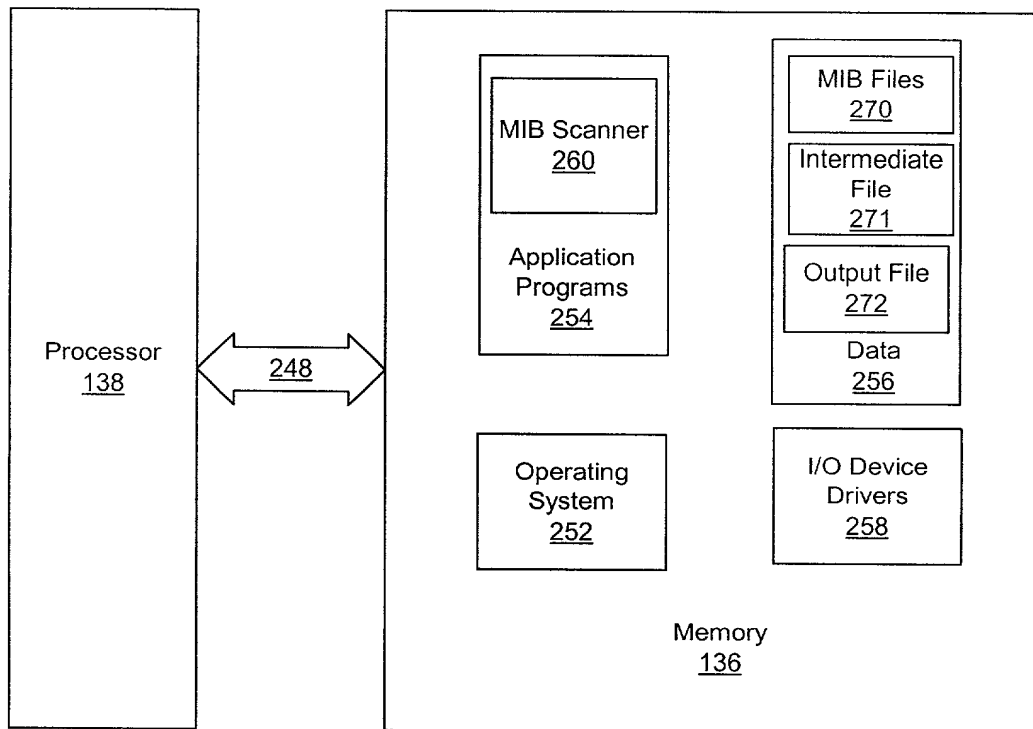 Processor
138
248
MIB Scanner
260
Application
Programs
254
MIB Files
270
Intermediate
File
271
Output File
272
Data
256
Operating
System
252
I/O Device
Drivers
258
Memory
136